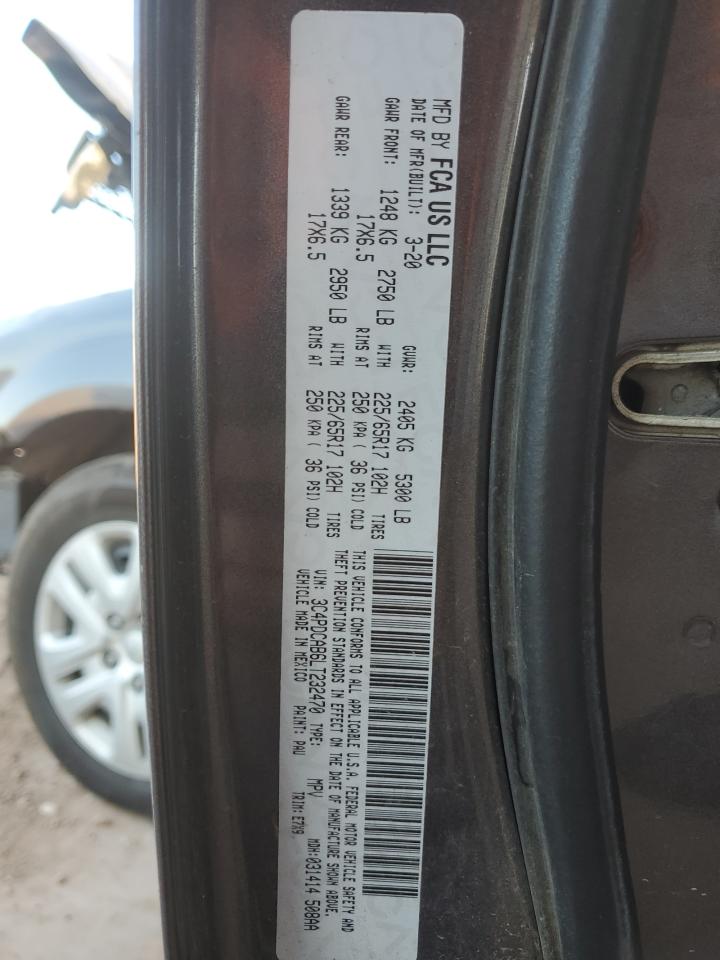 MFD BY FCA US LLC
DATE OF MFR(BUILT): 3-20 GVWR: 2405 KG 5300 LB
GAWR FRONT: 1248 KG 2750 LB WITH 225/65R17 102H TIRES
17X6.5 RIMS AT 250 KPA ( 36 PSI) COLD
GAWR REAR: 1339 KG 2950 LB WITH 225/65R17 102H TIRES
17X6.5 RIMS AT 250 KPA ( 36 PSI) COLD
THIS VEHICLE CONFORMS TO ALL APPLICABLE U.S.A. FEDERAL MOTOR VEHICLE SAFETY AND
THEFT PREVENTION STANDARDS IN EFFECT ON THE DATE OF MANUFACTURE SHOWN ABOVE.
VIN: 3C4PDCAB6LT232470 TYPE: MPV MDH:031414 508AA
VEHICLE MADE IN MEXICO PAINT: PAU TRIM: E7X9